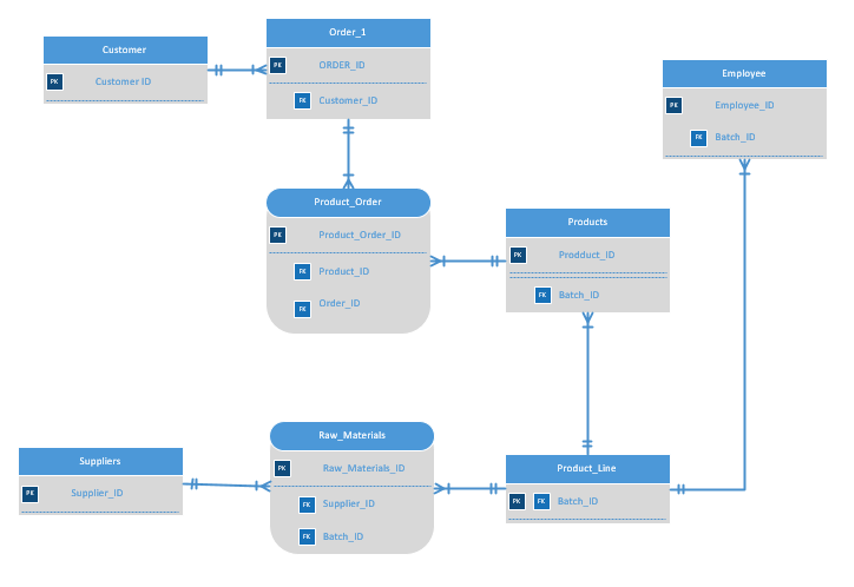 Customer
PK Customer ID
Order_1
PK ORDER_ID
FK Customer_ID
Employee
PK Employee_ID
FK Batch_ID
Product_Order
PK Product_Order_ID
FK Product_ID
FK Order_ID
Products
PK Prodduct_ID
FK Batch_ID
Suppliers
PK Supplier_ID
Raw_Materials
PK Raw_Materials_ID
FK Supplier_ID
FK Batch_ID
Product_Line
PK FK Batch_ID